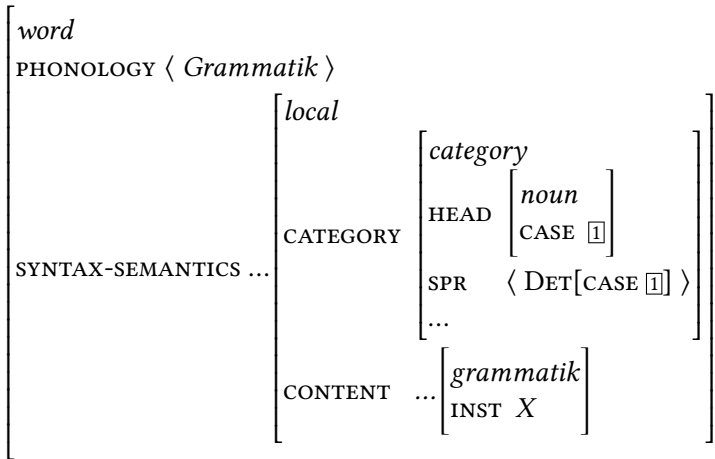 word
PHONOLOGY ⟨ Grammatik ⟩
local
category
HEAD
noun
CASE 1
CATEGORY
SYNTAX-SEMANTICS ...
SPR ⟨ DET[CASE 1] ⟩
...
CONTENT ...
grammatik
INST X